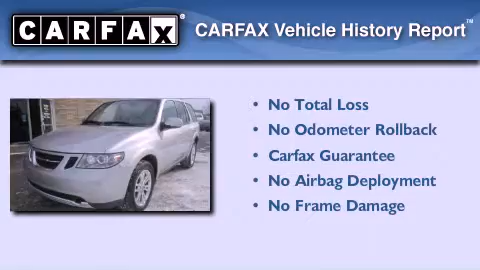 CARFAX® CARFAX Vehicle History Report™
• No Total Loss
• No Odometer Rollback
• Carfax Guarantee
• No Airbag Deployment
• No Frame Damage